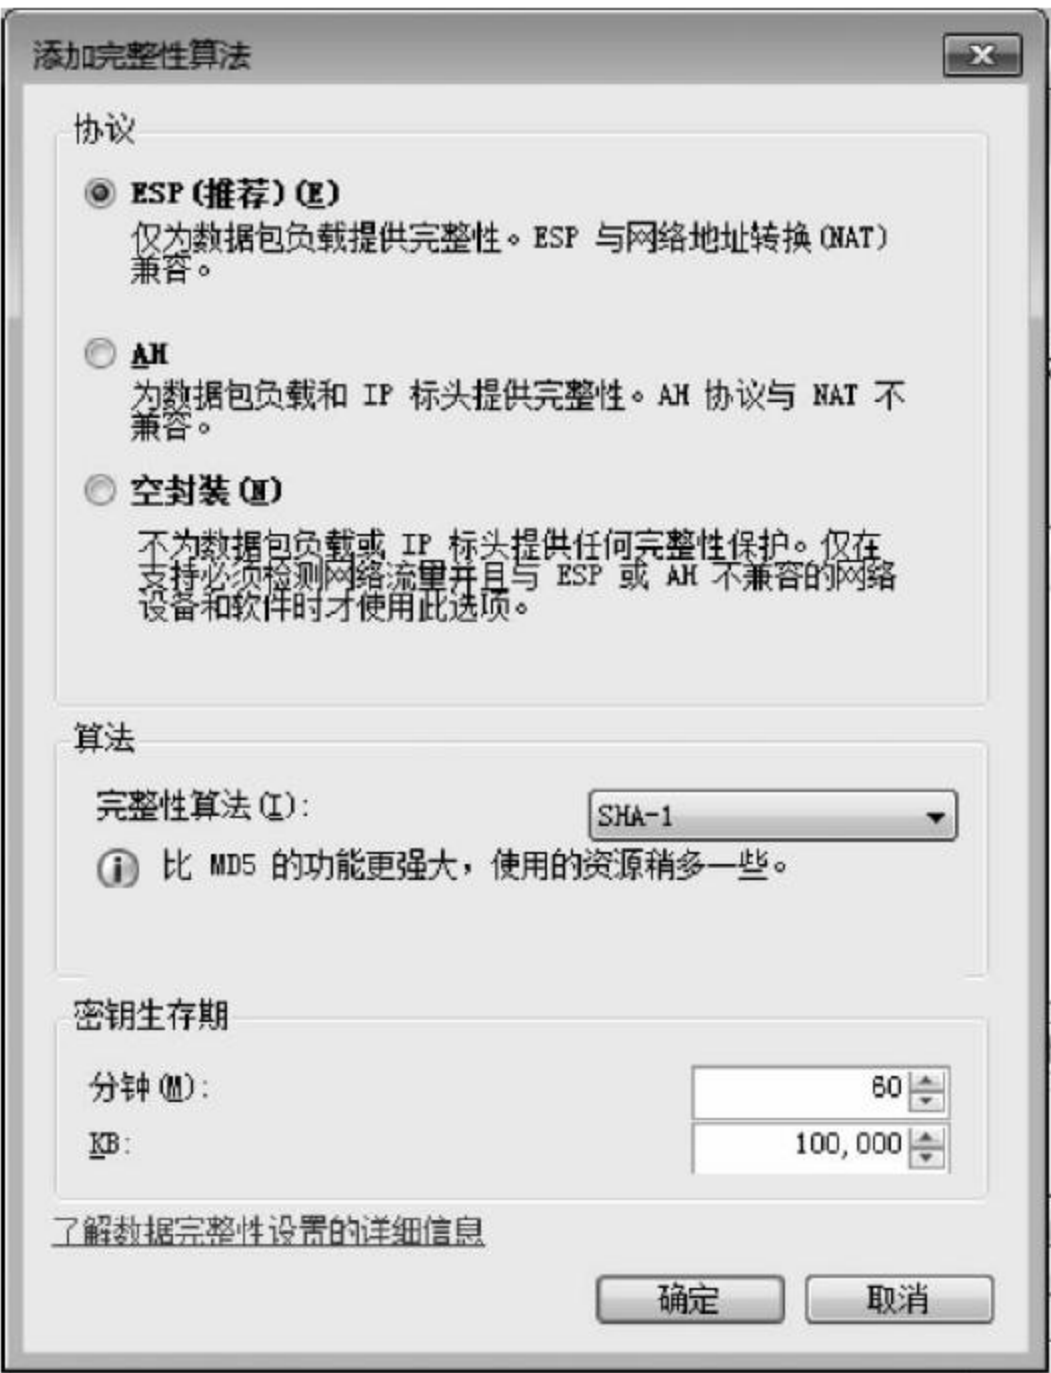 添加完整性算法
协议
ESP(推荐)(E)
仅为数据包负载提供完整性。ESP 与网络地址转换(NAT)
兼容。
AH
为数据包负载和 IP 标头提供完整性。AH 协议与 NAT 不
兼容。
空封装(N)
不为数据包负载或 IP 标头提供任何完整性保护。仅在
支持必须检测网络流量并且与 ESP 或 AH 不兼容的网络
设备和软件时才使用此选项。
算法
完整性算法(I):
SHA-1
比 MD5 的功能更强大，使用的资源稍多一些。
密钥生存期
分钟(M):
60
KB:
100,000
了解数据完整性设置的详细信息
确定
取消